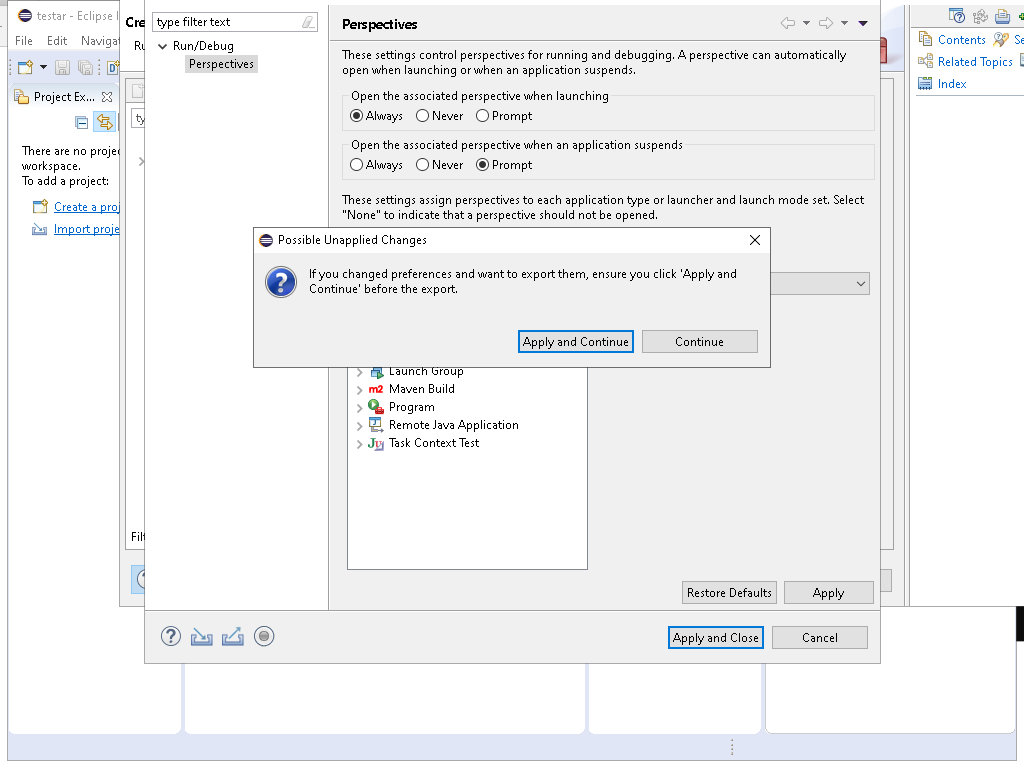 testar - Eclipse
File Edit Navigat
Project Ex...
There are no projec
workspace.
To add a project:
Create a proj
Import proje
Cre
Ru
ty
Filt
type filter text
Run/Debug
Perspectives
Perspectives
These settings control perspectives for running and debugging. A perspective can automatically
open when launching or when an application suspends.
Open the associated perspective when launching
Always Never Prompt
Open the associated perspective when an application suspends
Always Never Prompt
These settings assign perspectives to each application type or launcher and launch mode set. Select
"None" to indicate that a perspective should not be opened.
Possible Unapplied Changes
If you changed preferences and want to export them, ensure you click 'Apply and
Continue' before the export.
Apply and Continue Continue
Launch Group
m2 Maven Build
Program
Remote Java Application
Ju Task Context Test
Restore Defaults Apply
Apply and Close Cancel
Contents Se
Related Topics
Index